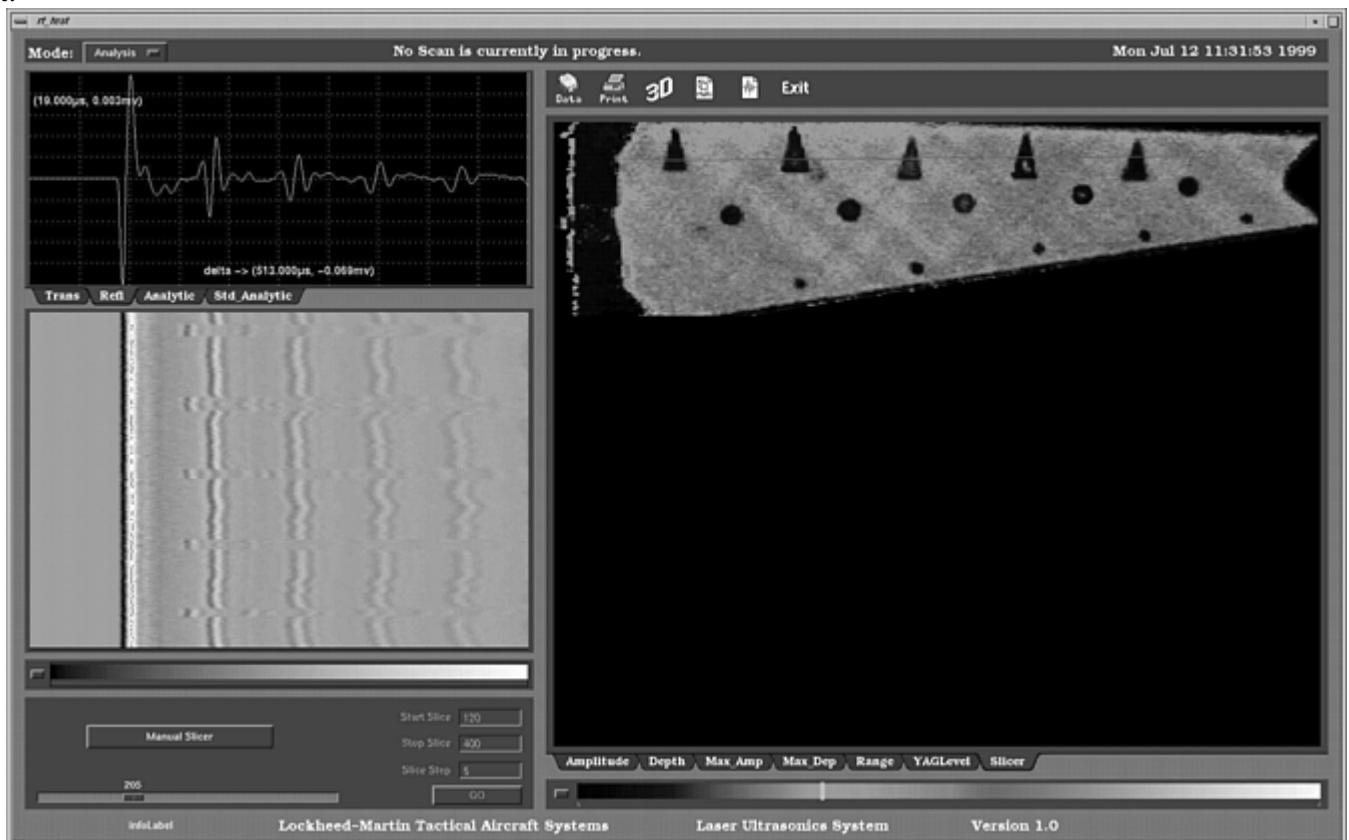 rt_test
Mode: Analysis No Scan is currently in progress. Mon Jul 12 11:31:53 1999
Data Print 3D Exit
(19.000µs, 0.003mv)
delta -> (513.000µs, -0.069mv)
Trans Refl Analytic Std_Analytic
Start Slice 120
Manual Slicer
Stop Slice 400
Slice Step 5
205
GO
Amplitude Depth Max_Amp Max_Dep Range YAGLevel Slicer
infoLabel Lockheed-Martin Tactical Aircraft Systems Laser Ultrasonics System Version 1.0